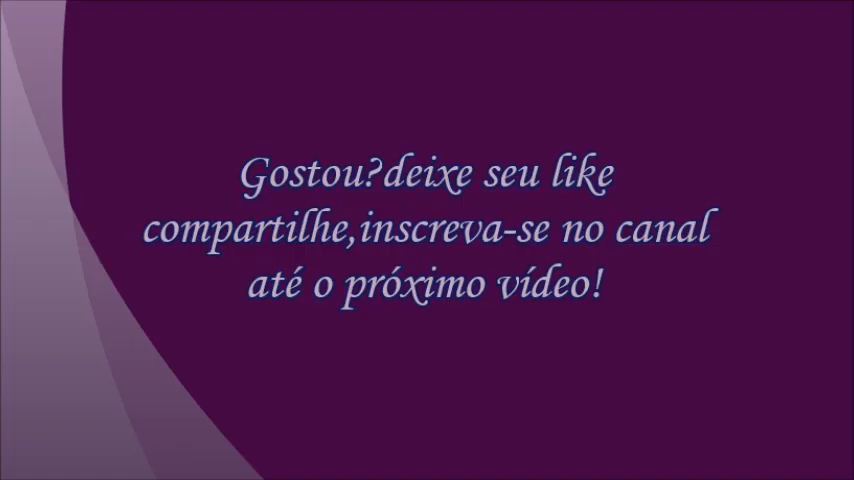 Gostou?deixe seu like
compartilhe,inscreva-se no canal
até o próximo vídeo!